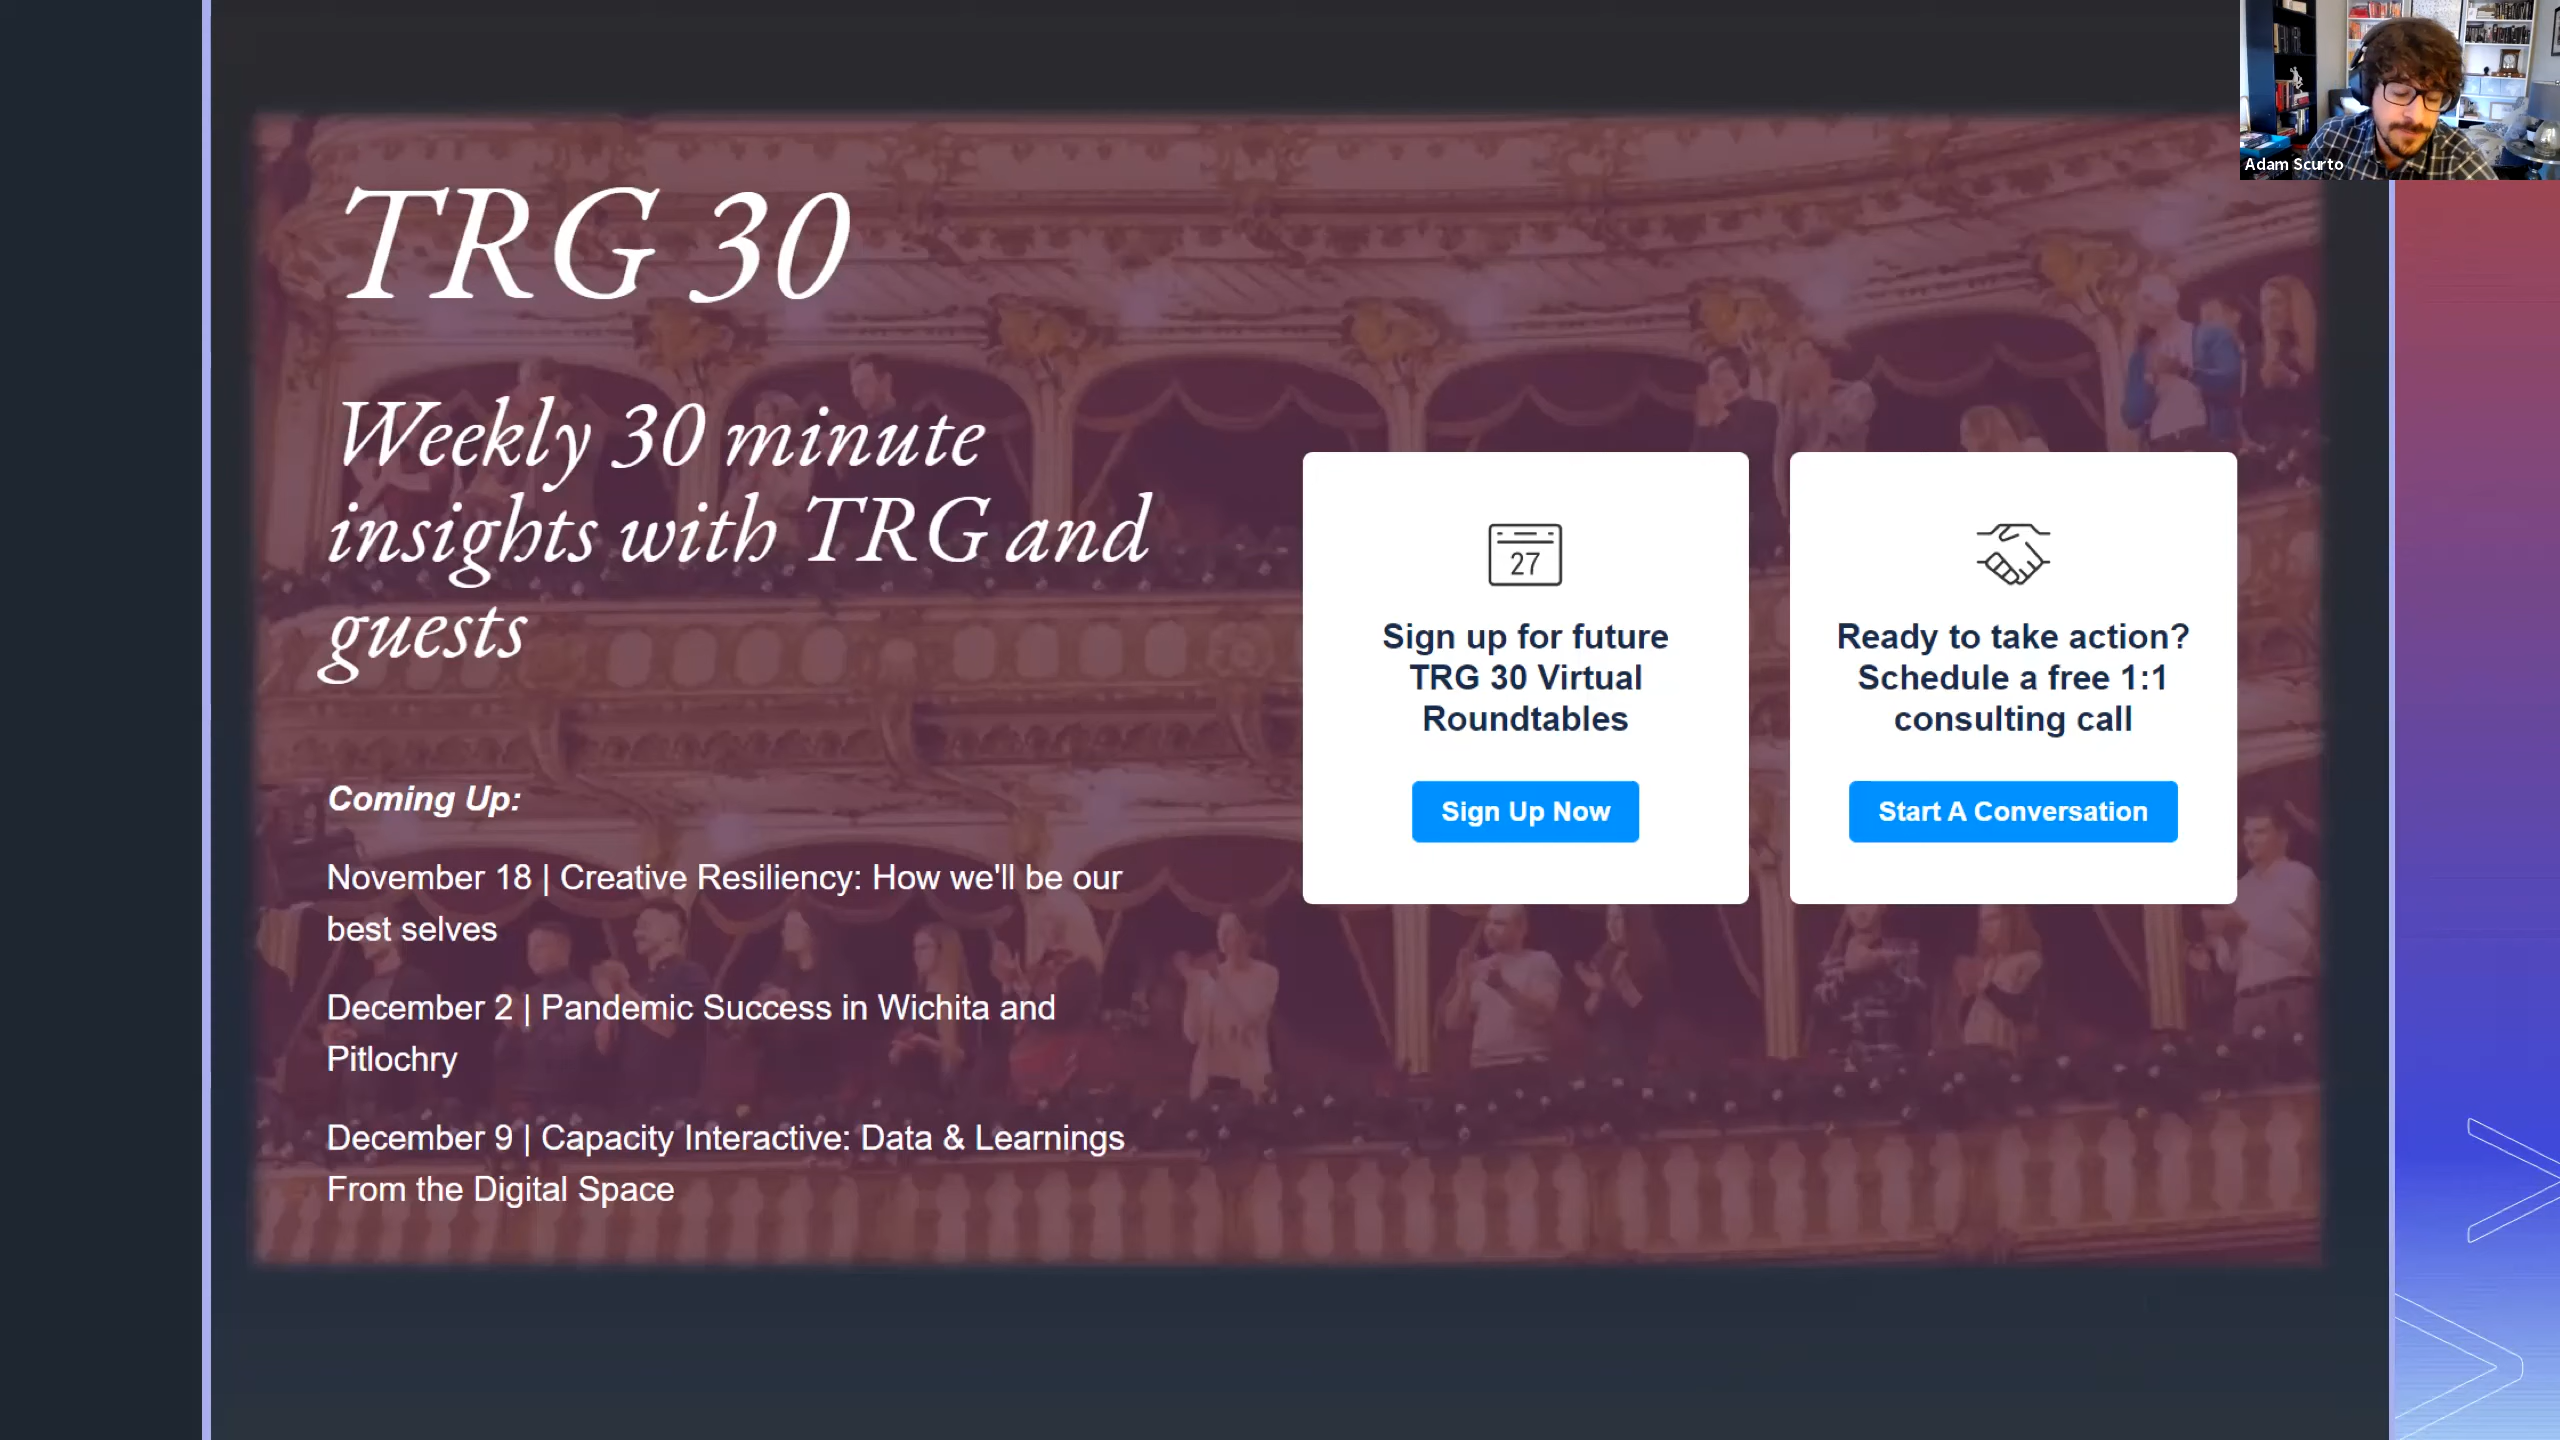 Adam Scurto
TRG 30
Weekly 30 minute
insights with TRG and
guests
Coming Up:
November 18 | Creative Resiliency: How we'll be our
best selves
December 2 | Pandemic Success in Wichita and
Pitlochry
December 9 | Capacity Interactive: Data & Learnings
From the Digital Space
27
Sign up for future
TRG 30 Virtual
Roundtables
Sign Up Now
Ready to take action?
Schedule a free 1:1
consulting call
Start A Conversation